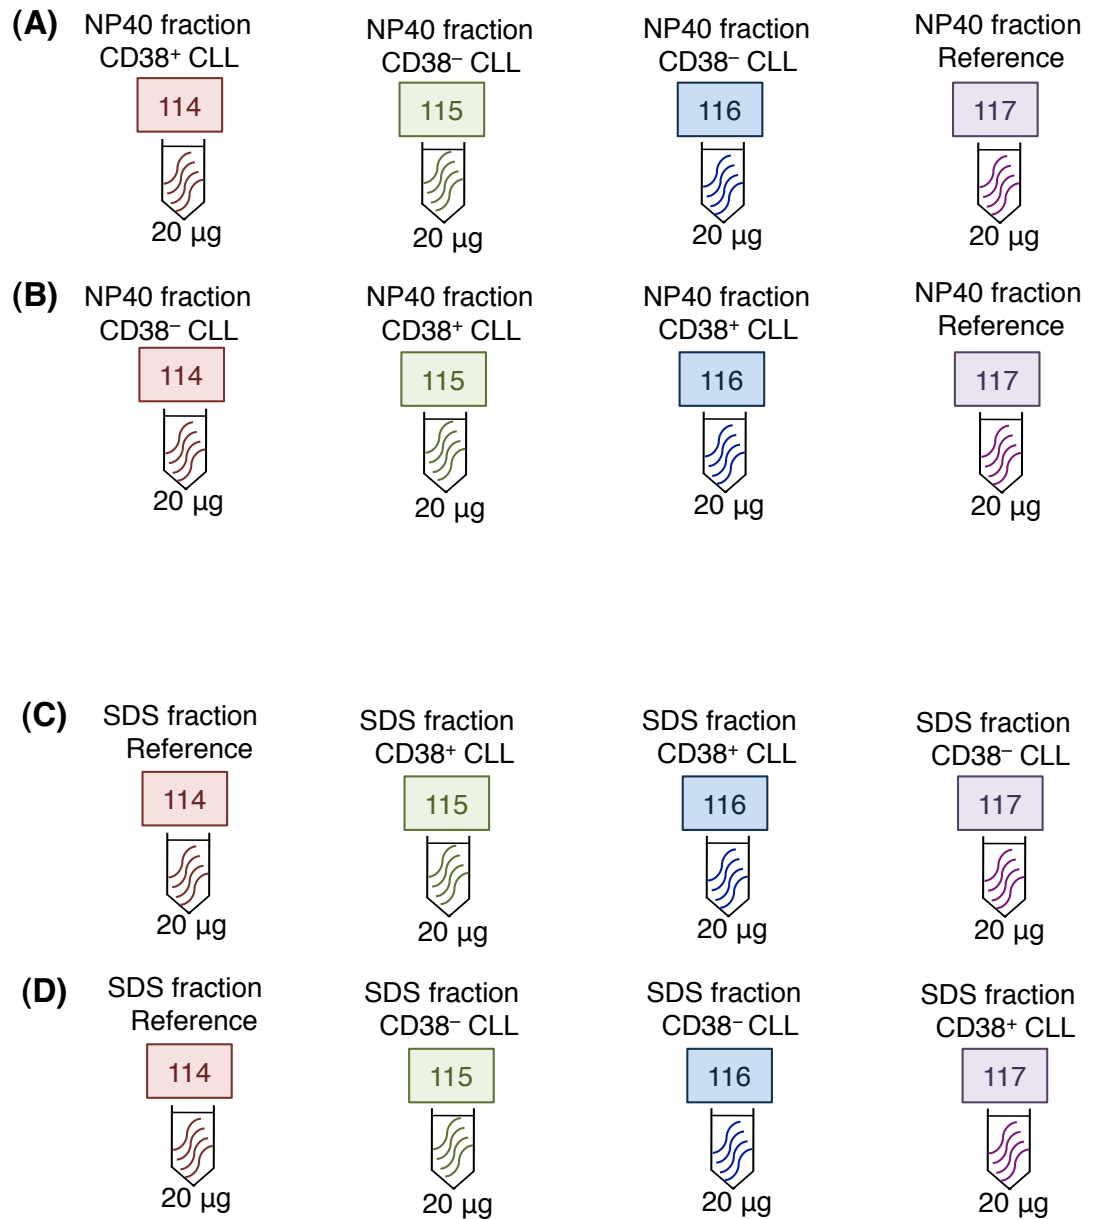 (A)
NP40 fraction
CD38⁺ CLL
114
20 µg
NP40 fraction
CD38⁻ CLL
115
20 µg
NP40 fraction
CD38⁻ CLL
116
20 µg
NP40 fraction
Reference
117
20 µg
(B)
NP40 fraction
CD38⁻ CLL
114
20 µg
NP40 fraction
CD38⁺ CLL
115
20 µg
NP40 fraction
CD38⁺ CLL
116
20 µg
NP40 fraction
Reference
117
20 µg
(C)
SDS fraction
Reference
114
20 µg
SDS fraction
CD38⁺ CLL
115
20 µg
SDS fraction
CD38⁺ CLL
116
20 µg
SDS fraction
CD38⁻ CLL
117
20 µg
(D)
SDS fraction
Reference
114
20 µg
SDS fraction
CD38⁻ CLL
115
20 µg
SDS fraction
CD38⁻ CLL
116
20 µg
SDS fraction
CD38⁺ CLL
117
20 µg